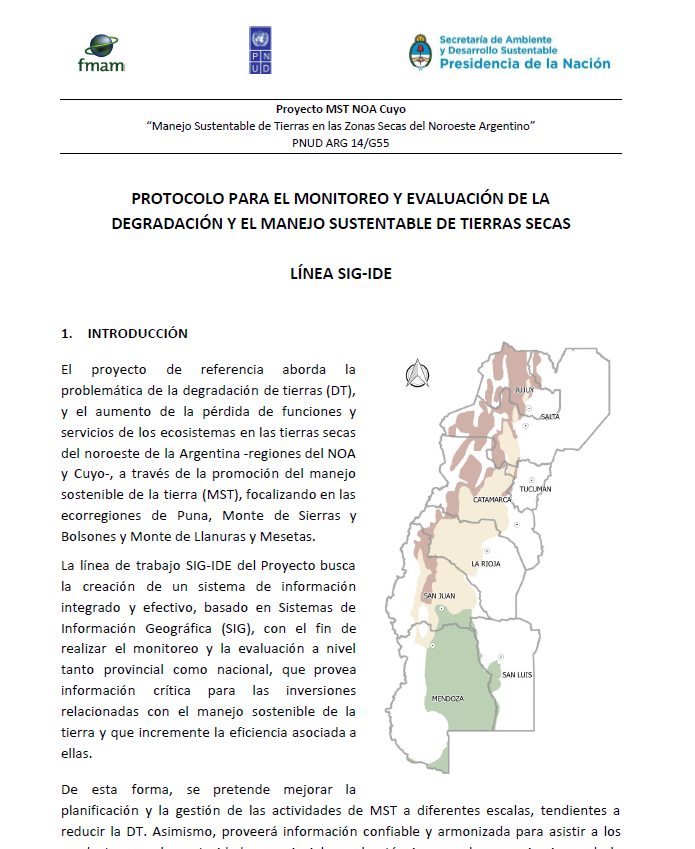 fmam
P N
U D
Secretaría de Ambiente
y Desarrollo Sustentable
Presidencia de la Nación
Proyecto MST NOA Cuyo
“Manejo Sustentable de Tierras en las Zonas Secas del Noroeste Argentino”
PNUD ARG 14/G55
PROTOCOLO PARA EL MONITOREO Y EVALUACIÓN DE LA
DEGRADACIÓN Y EL MANEJO SUSTENTABLE DE TIERRAS SECAS
LÍNEA SIG-IDE
1. INTRODUCCIÓN
El proyecto de referencia aborda la
problemática de la degradación de tierras (DT),
y el aumento de la pérdida de funciones y
servicios de los ecosistemas en las tierras secas
del noroeste de la Argentina -regiones del NOA
y Cuyo-, a través de la promoción del manejo
sostenible de la tierra (MST), focalizando en las
ecorregiones de Puna, Monte de Sierras y
Bolsones y Monte de Llanuras y Mesetas.
La línea de trabajo SIG-IDE del Proyecto busca
la creación de un sistema de información
integrado y efectivo, basado en Sistemas de
Información Geográfica (SIG), con el fin de
realizar el monitoreo y la evaluación a nivel
tanto provincial como nacional, que provea
información crítica para las inversiones
relacionadas con el manejo sostenible de la
tierra y que incremente la eficiencia asociada a
ellas.
JUJUY
SALTA
TUCUMÁN
CATAMARCA
LA RIOJA
SAN JUAN
SAN LUIS
MENDOZA
De esta forma, se pretende mejorar la
planificación y la gestión de las actividades de MST a diferentes escalas, tendientes a
reducir la DT. Asimismo, proveerá información confiable y armonizada para asistir a los